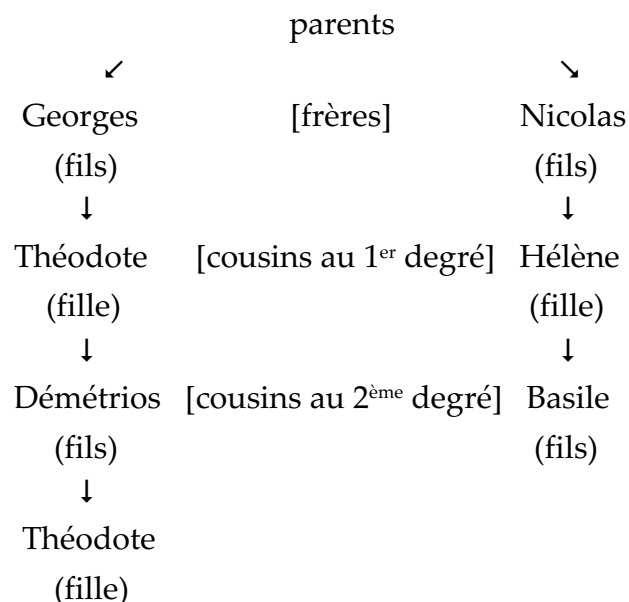 parents
↙ ↘
Georges [frères] Nicolas
(fils) (fils)
↓ ↓
Théodote [cousins au 1er degré] Hélène
(fille) (fille)
↓ ↓
Démétrios [cousins au 2ème degré] Basile
(fils) (fils)
↓
Théodote
(fille)